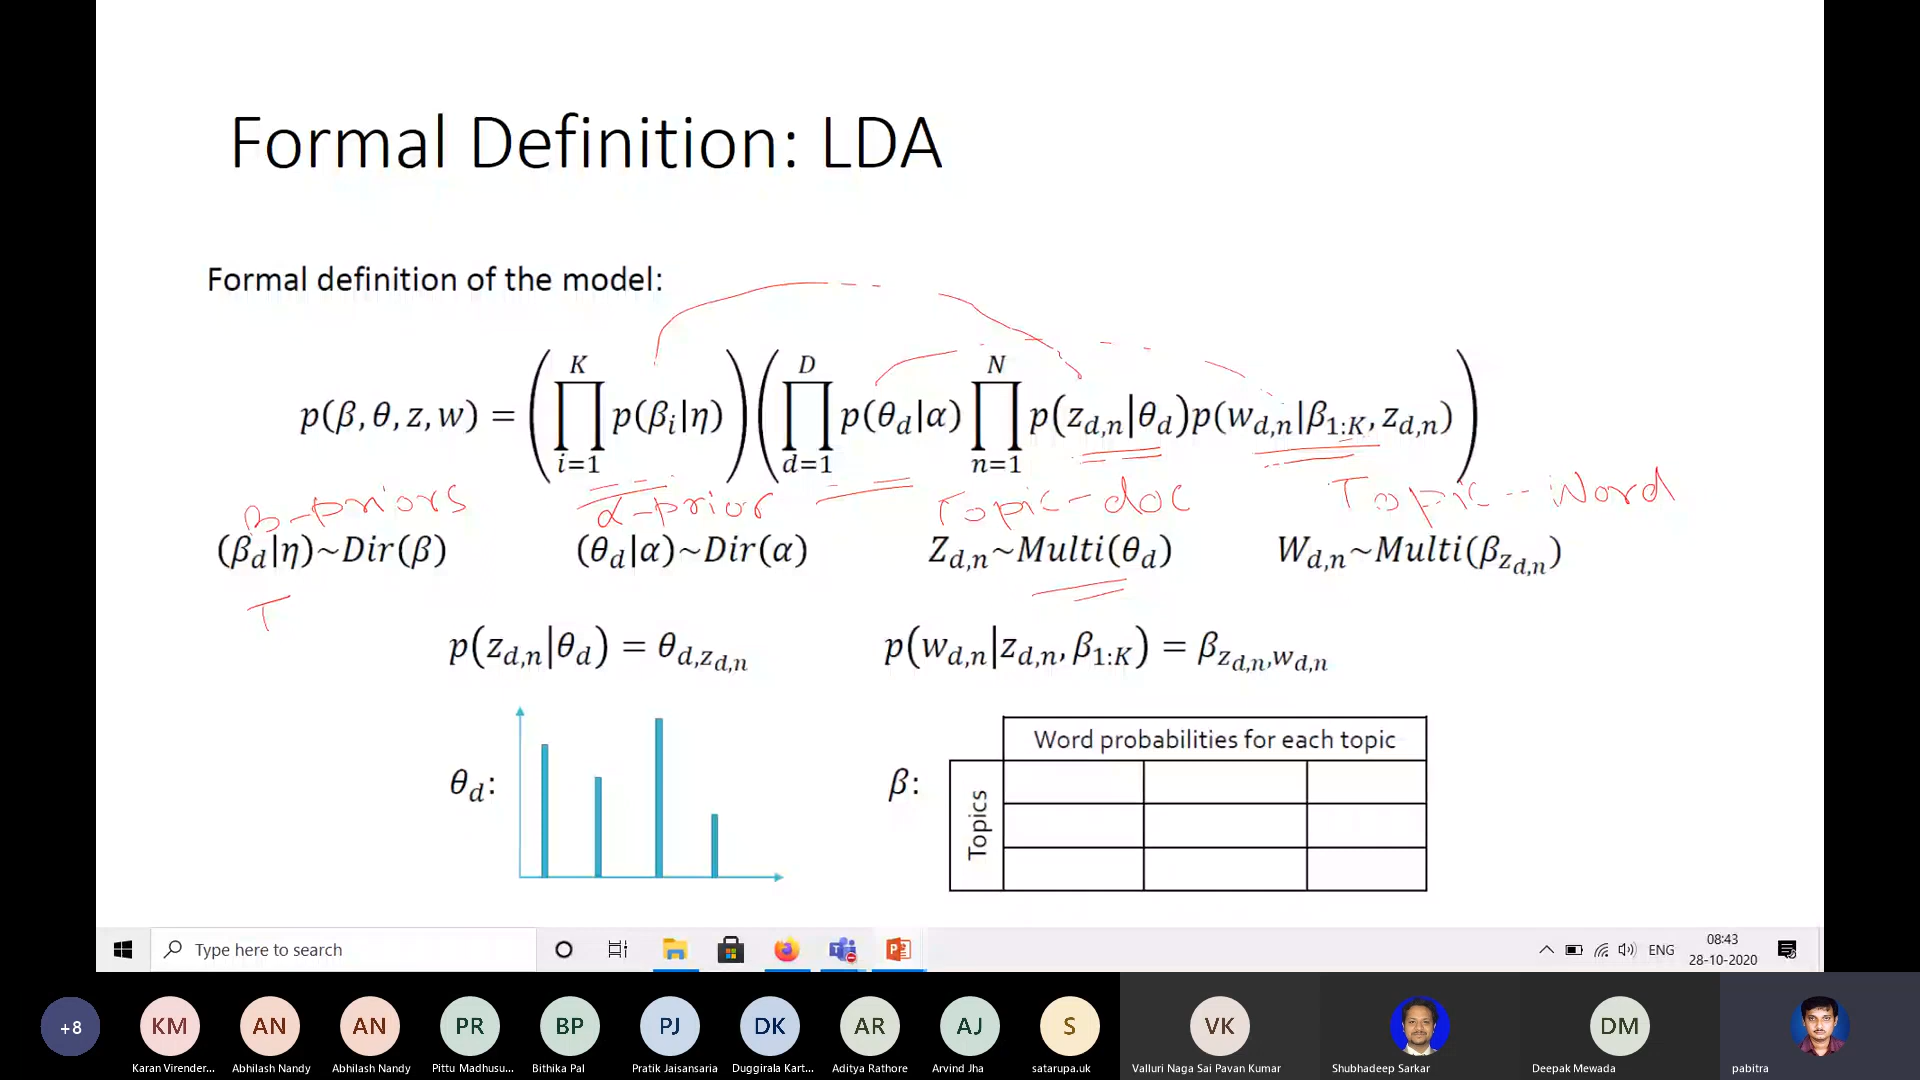 Formal Definition: LDA
Formal definition of the model:
p(β, θ, z, w) = (∏_{i=1}^{K} p(β_i|η)) (∏_{d=1}^{D} p(θ_d|α) ∏_{n=1}^{N} p(z_{d,n}|θ_d)p(w_{d,n}|β_{1:K}, z_{d,n}))
β-priors α-prior Topic-doc Topic-Word
(β_d|η)~Dir(β) (θ_d|α)~Dir(α) Z_{d,n}~Multi(θ_d) W_{d,n}~Multi(β_{z_{d,n}})
T
p(z_{d,n}|θ_d) = θ_{d,z_{d,n}} p(w_{d,n}|z_{d,n}, β_{1:K}) = β_{z_{d,n},w_{d,n}}
θ_d:
β:
Word probabilities for each topic
Topics
Type here to search
ENG
08:43
28-10-2020
+8 KM AN AN PR BP PJ DK AR AJ S VK DM
Karan Virender... Abhilash Nandy Abhilash Nandy Pittu Madhusu... Bithika Pal Pratik Jaisansaria Duggirala Kart... Aditya Rathore Arvind Jha satarupa.uk Valluri Naga Sai Pavan Kumar Shubhadeep Sarkar Deepak Mewada pabitra